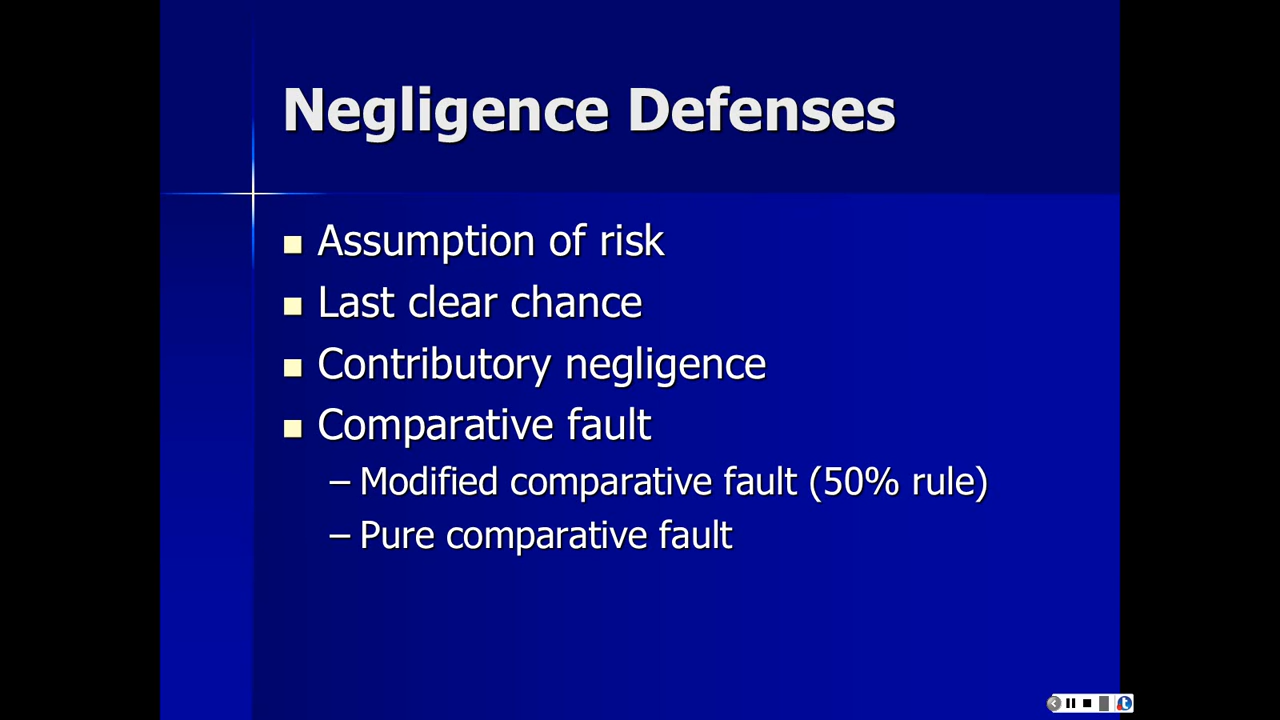 Negligence Defenses
Assumption of risk
Last clear chance
Contributory negligence
Comparative fault
– Modified comparative fault (50% rule)
– Pure comparative fault